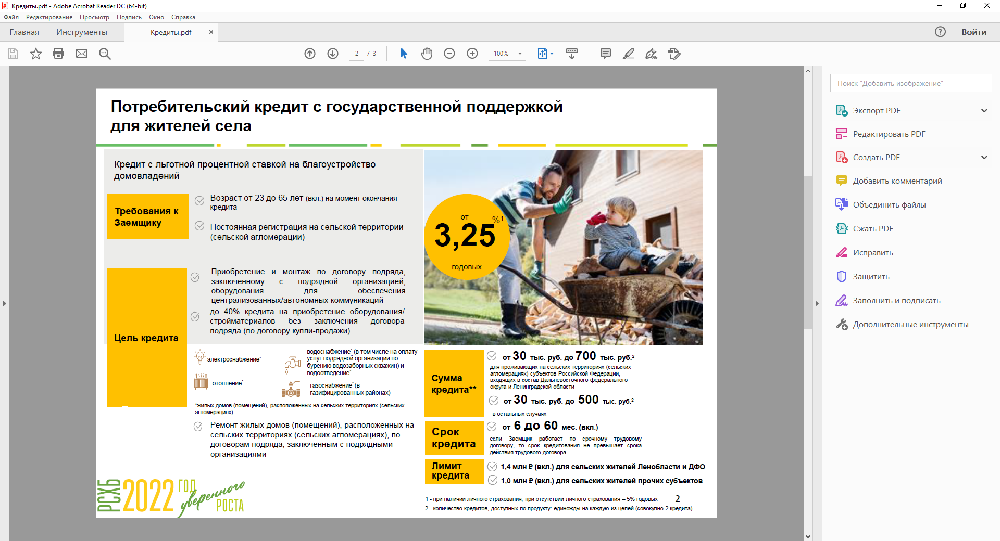 Кредиты.pdf - Adobe Acrobat Reader DC (64-bit)
Файл Редактирование Просмотр Подпись Окно Справка
Главная Инструменты Кредиты.pdf Войти
2 / 3 100%
Потребительский кредит с государственной поддержкой
для жителей села
Кредит с льготной процентной ставкой на благоустройство
домовладений
Требования к
Заемщику
Возраст от 23 до 65 лет (вкл.) на момент окончания
кредита
Постоянная регистрация на сельской территории
(сельской агломерации)
Цель кредита
Приобретение и монтаж по договору подряда,
заключенному с подрядной организацией,
оборудования для обеспечения
централизованных/автономных коммуникаций
до 40% кредита на приобретение оборудования/
стройматериалов без заключения договора
подряда (по договору купли-продажи)
электроснабжение*
отопление*
водоснабжение* (в том числе на оплату
услуг подрядной организации по
бурению водозаборных скважин) и
водоотведение*
газоснабжение* (в
газифицированных районах)
*жилых домов (помещений), расположенных на сельских территориях (сельских
агломерациях)
Ремонт жилых домов (помещений), расположенных на
сельских территориях (сельских агломерациях), по
договорам подряда, заключенным с подрядными
организациями
РСХБ 2022 ГОД
уверенного
РОСТА
от
3,25 %1
годовых
Сумма
кредита**
от 30 тыс. руб. до 700 тыс. руб.2
для проживающих на сельских территориях (сельских
агломерациях) субъектов Российской Федерации,
входящих в состав Дальневосточного федерального
округа и Ленинградской области
от 30 тыс. руб. до 500 тыс. руб.2
в остальных случаях
Срок
кредита
от 6 до 60 мес. (вкл.)
если Заемщик работает по срочному трудовому
договору, то срок кредитования не превышает срока
действия трудового договора
Лимит
кредита
1,4 млн ₽ (вкл.) для сельских жителей Ленобласти и ДФО
1,0 млн ₽ (вкл.) для сельских жителей прочих субъектов
1 - при наличии личного страхования, при отсутствии личного страхования – 5% годовых
2
2 - количество кредитов, доступных по продукту: единожды на каждую из целей (совокупно 2 кредита)
Поиск "Добавить изображение"
Экспорт PDF
Редактировать PDF
Создать PDF
Добавить комментарий
Объединить файлы
Сжать PDF
Исправить
Защитить
Заполнить и подписать
Дополнительные инструменты